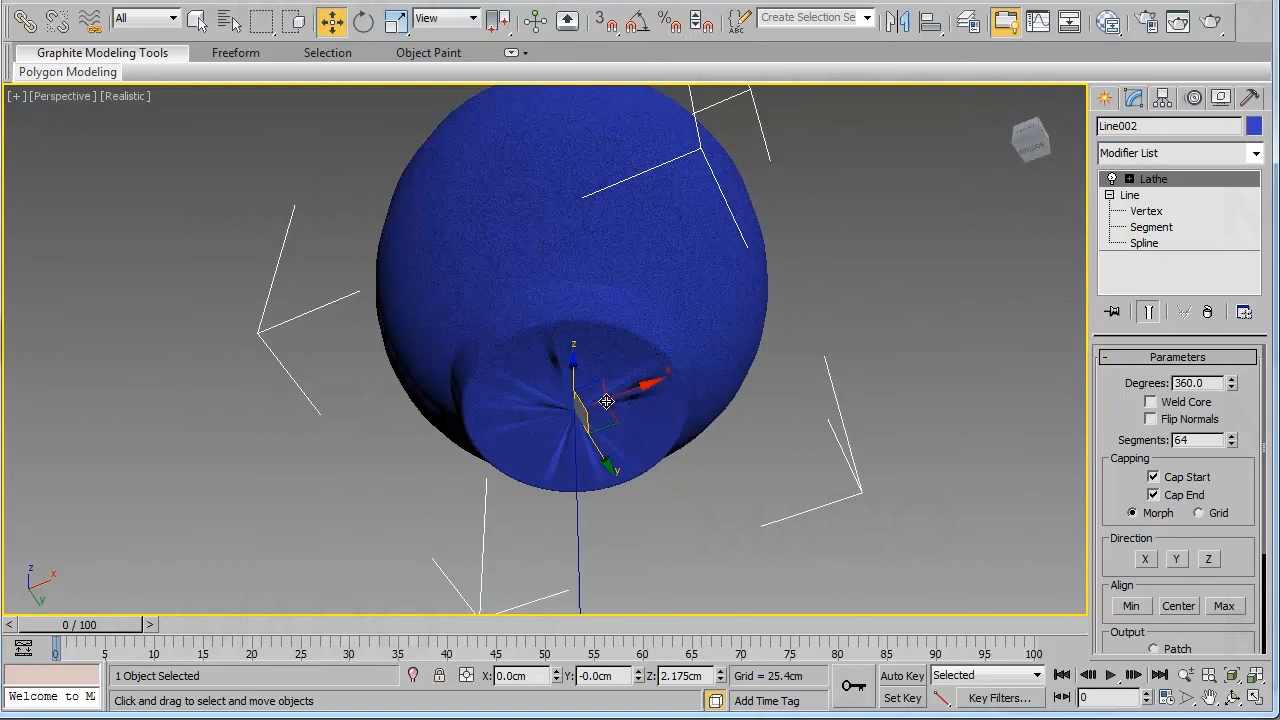 All
View
3
%
ABC
Create Selection Se
Graphite Modeling Tools
Freeform
Selection
Object Paint
Polygon Modeling
[ + ] [Perspective ] [Realistic ]
Line002
Modifier List
Lathe
Line
Vertex
Segment
Spline
Parameters
Degrees: 360.0
Weld Core
Flip Normals
Segments: 64
Capping
Cap Start
Cap End
Morph
Grid
Direction
X
Y
Z
Align
Min
Center
Max
Output
Patch
z
x
y
z
x
y
BOTTOM
< 0 / 100 >
0 5 10 15 20 25 30 35 40 45 50 55 60 65 70 75 80 85 90 95 100
1 Object Selected
X: 0.0cm
Y: -0.0cm
Z: 2.175cm
Grid = 25.4cm
Auto Key
Selected
Welcome to MA
Click and drag to select and move objects
Add Time Tag
Set Key
Key Filters...
0